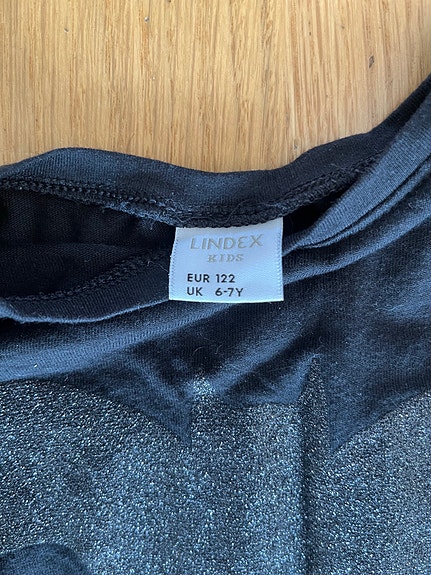 LINDEX
KIDS
EUR 122
UK 6-7Y